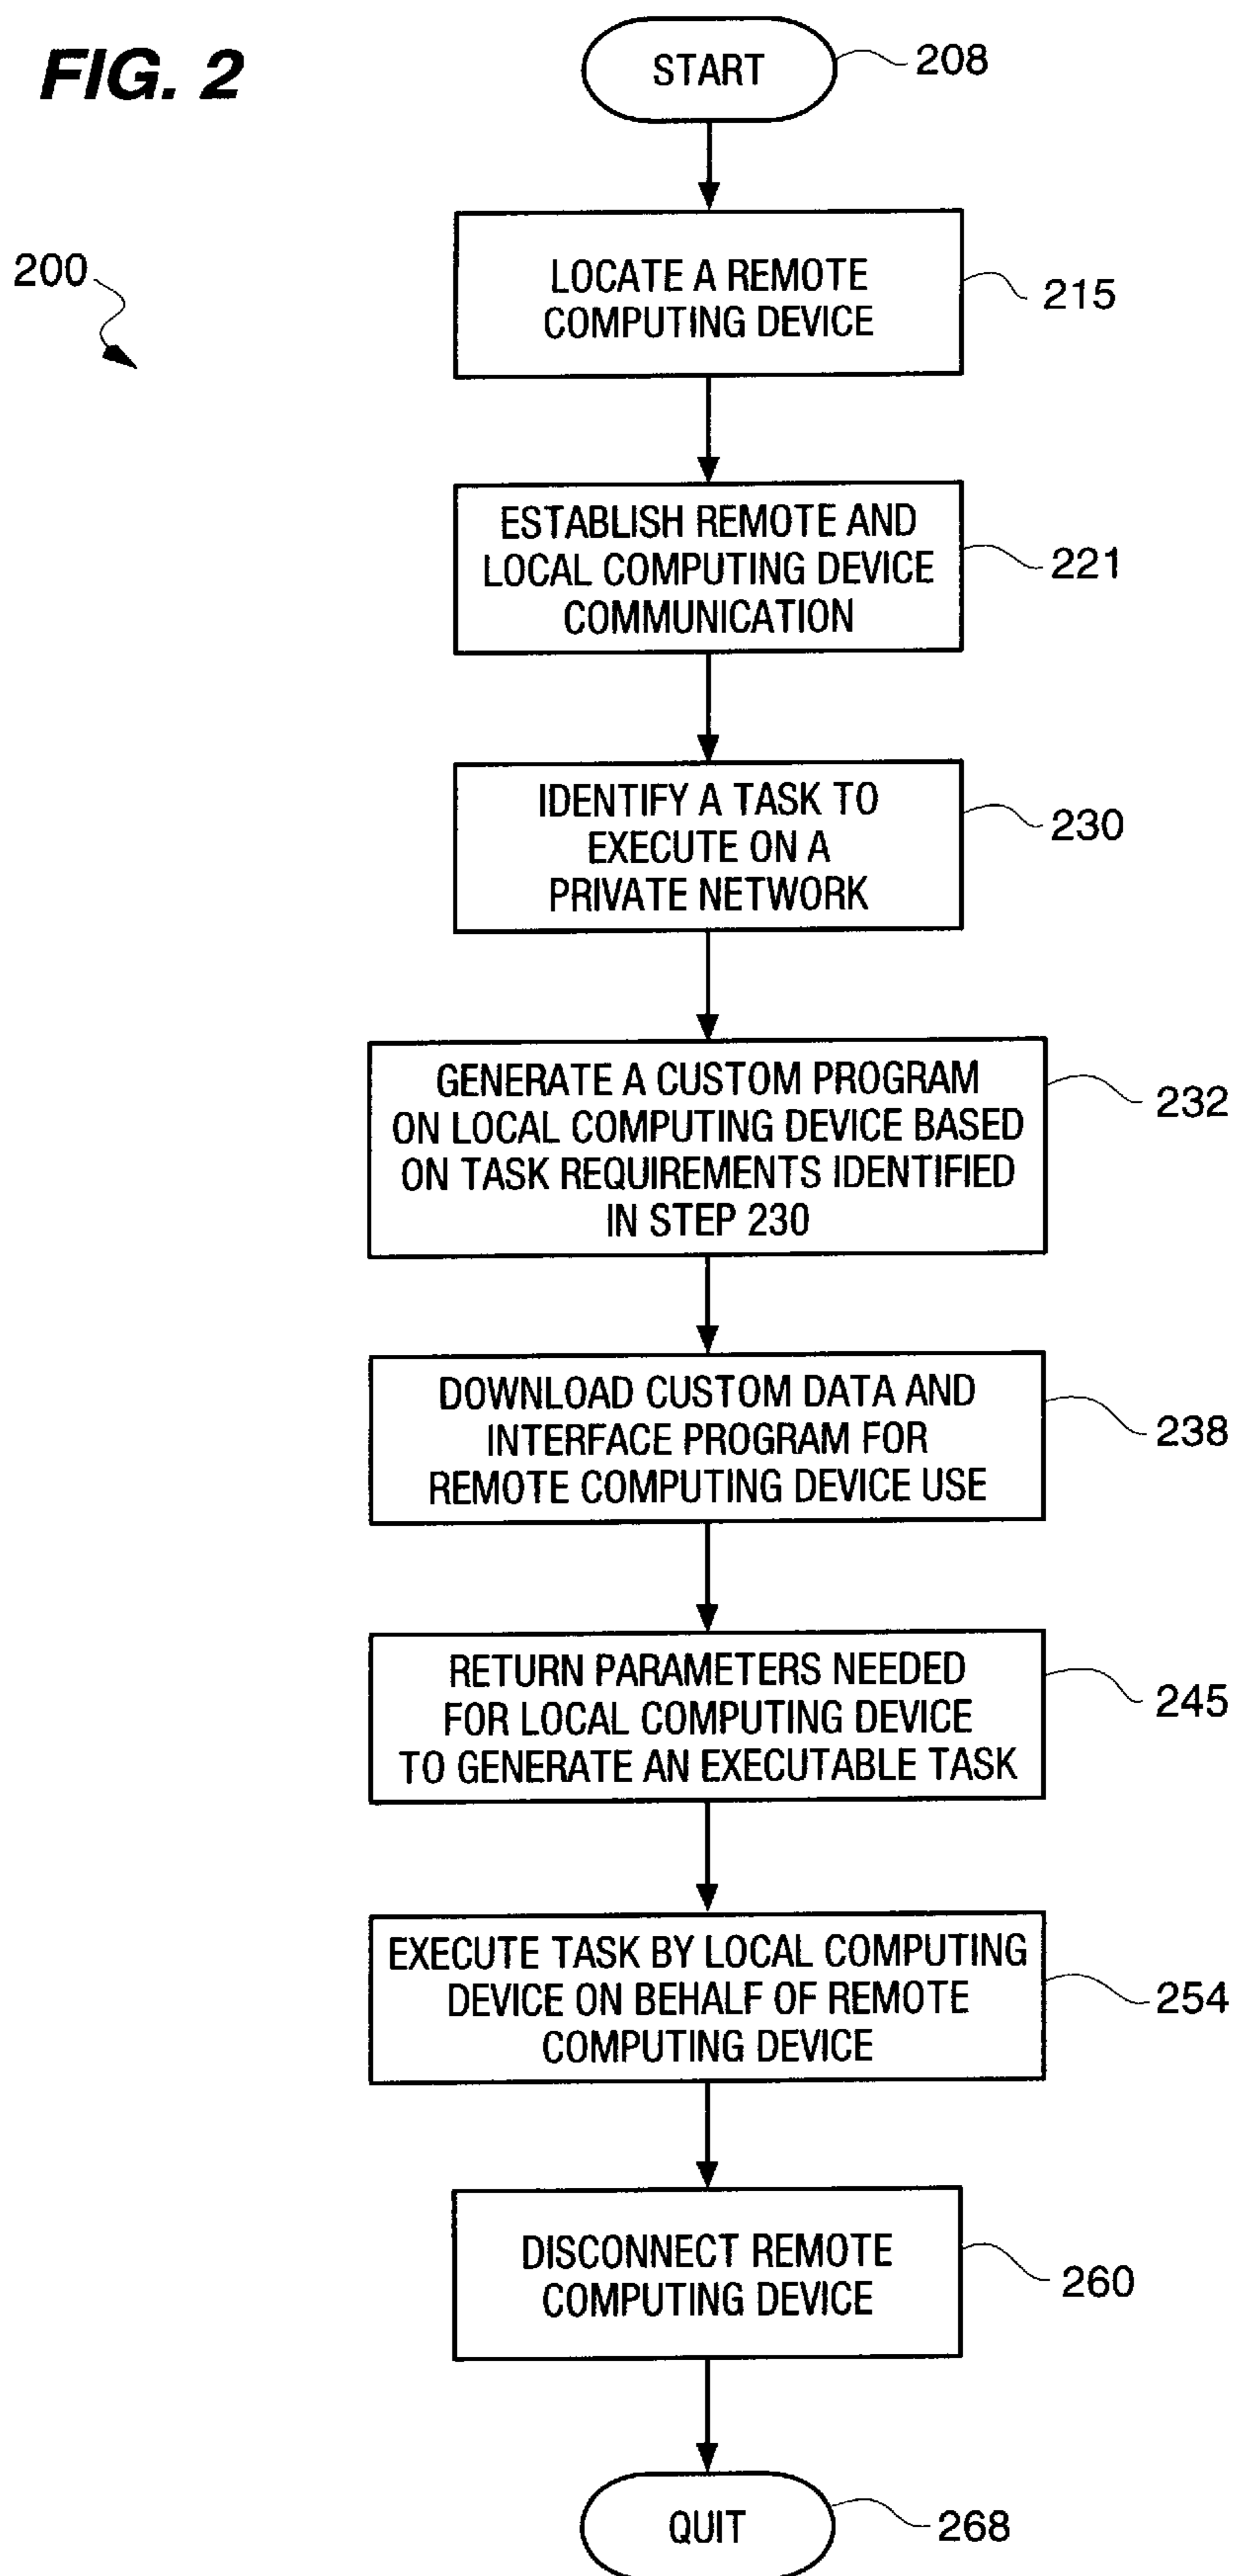 FIG. 2
START
208
200
LOCATE A REMOTE
COMPUTING DEVICE
215
ESTABLISH REMOTE AND
LOCAL COMPUTING DEVICE
COMMUNICATION
221
IDENTIFY A TASK TO
EXECUTE ON A
PRIVATE NETWORK
230
GENERATE A CUSTOM PROGRAM
ON LOCAL COMPUTING DEVICE BASED
ON TASK REQUIREMENTS IDENTIFIED
IN STEP 230
232
DOWNLOAD CUSTOM DATA AND
INTERFACE PROGRAM FOR
REMOTE COMPUTING DEVICE USE
238
RETURN PARAMETERS NEEDED
FOR LOCAL COMPUTING DEVICE
TO GENERATE AN EXECUTABLE TASK
245
EXECUTE TASK BY LOCAL COMPUTING
DEVICE ON BEHALF OF REMOTE
COMPUTING DEVICE
254
DISCONNECT REMOTE
COMPUTING DEVICE
260
QUIT
268